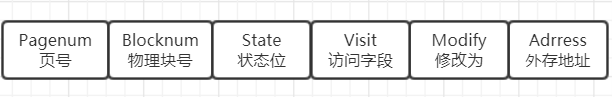 Pagenum Blocknum State Visit Modify Adrress
页号 物理块号 状态位 访问字段 修改为 外存地址